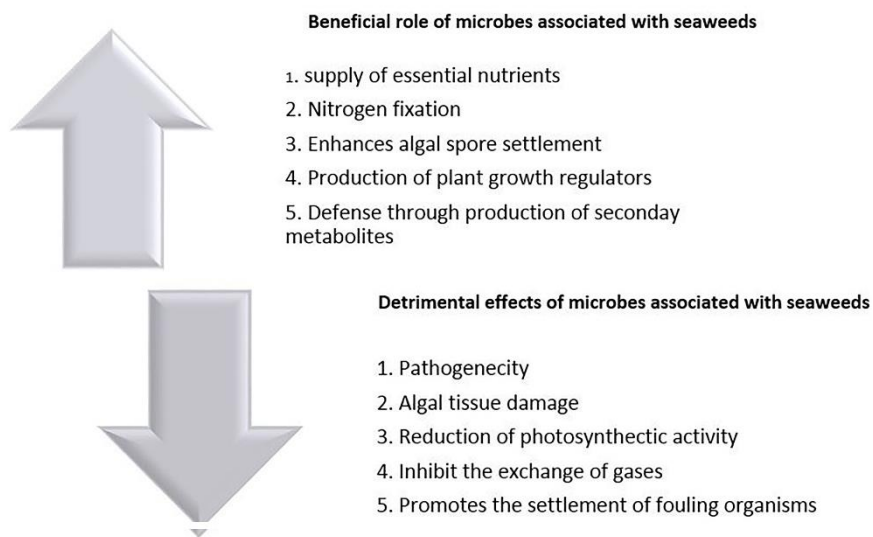 Beneficial role of microbes associated with seaweeds
1. supply of essential nutrients
2. Nitrogen fixation
3. Enhances algal spore settlement
4. Production of plant growth regulators
5. Defense through production of seconday
metabolites
Detrimental effects of microbes associated with seaweeds
1. Pathogenecity
2. Algal tissue damage
3. Reduction of photosynthectic activity
4. Inhibit the exchange of gases
5. Promotes the settlement of fouling organisms